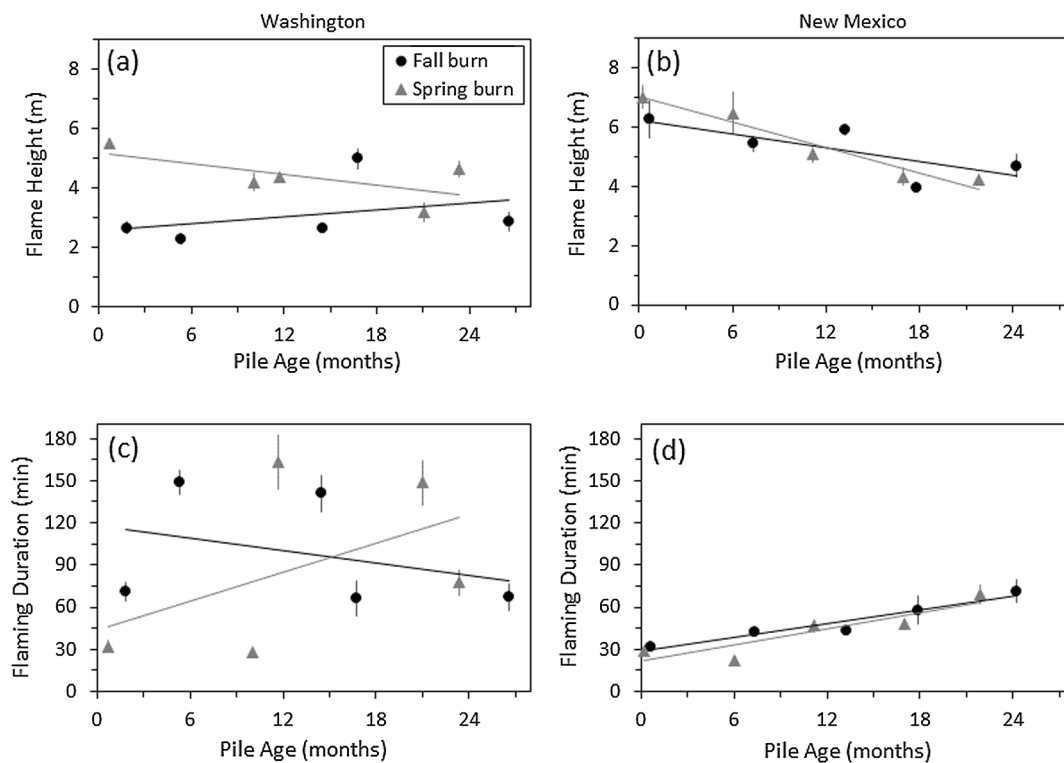 Washington
New Mexico
(a)
Fall burn
Spring burn
Flame Height (m)
8
6
4
2
0
0 6 12 18 24
Pile Age (months)
(b)
Flame Height (m)
8
6
4
2
0
0 6 12 18 24
Pile Age (months)
(c)
Flaming Duration (min)
180
150
120
90
60
30
0
0 6 12 18 24
Pile Age (months)
(d)
Flaming Duration (min)
180
150
120
90
60
30
0
0 6 12 18 24
Pile Age (months)